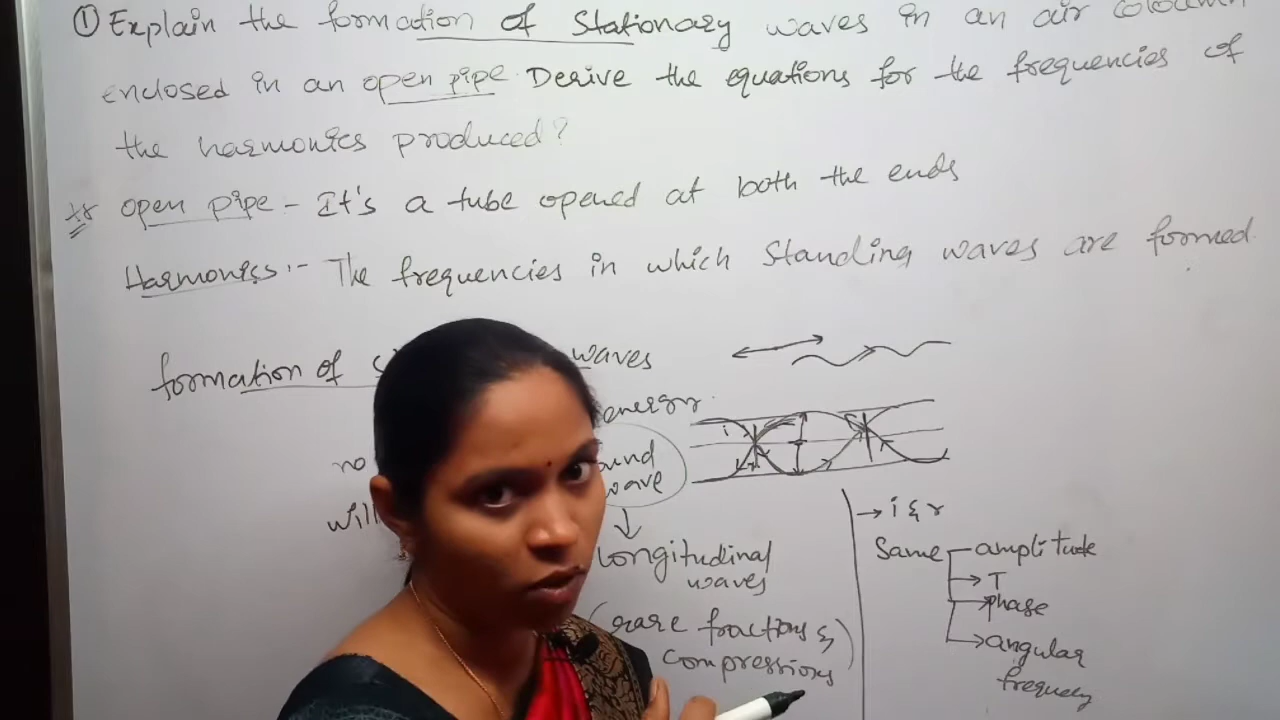 ① Explain the formation of Stationary waves in an air column
enclosed in an open pipe. Derive the equations for the frequencies of
the harmonics produced?
open pipe - It's a tube opened at both the ends
Harmonics :- The frequencies in which Standing waves are formed.
formation of waves
energy.
no
will
wave
Longitudinal
waves
(rare fractions &
compressions)
→ i & r
Same amplitude
→ T
→ phase
→ angular
frequency